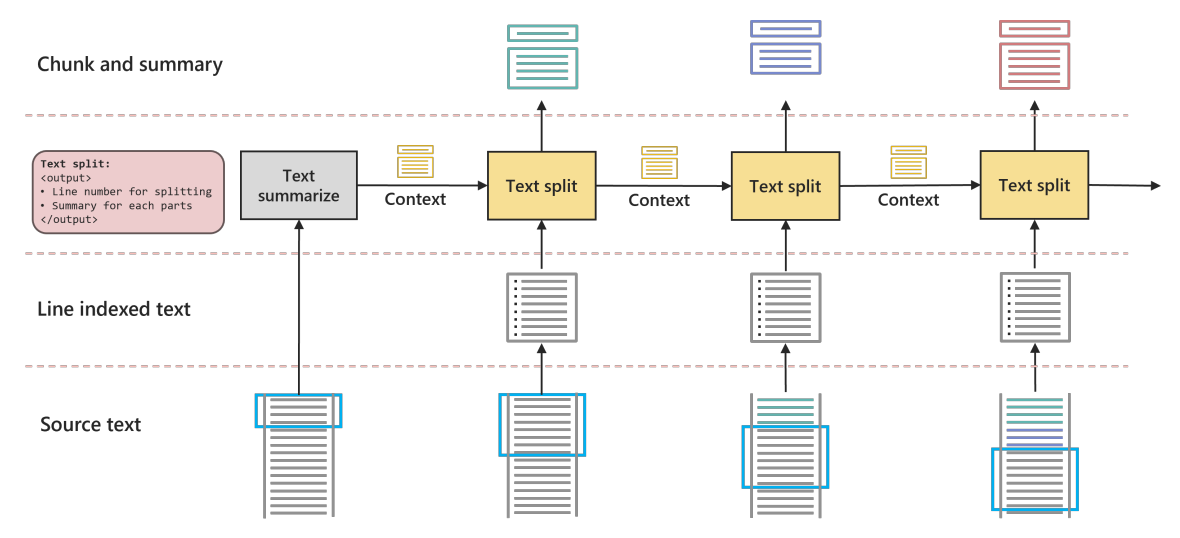 Chunk and summary
Text split:
<output>
• Line number for splitting
• Summary for each parts
</output>
Text
summarize
Context
Text split
Context
Text split
Context
Text split
Line indexed text
Source text